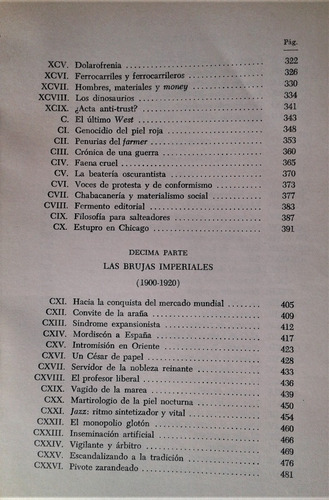 Pág.
XCV. Dolarofrenia 322
XCVI. Ferrocarriles y ferrocarrileros 326
XCVII. Hombres, materiales y money 330
XCVIII. Los dinosaurios 334
XCIX. ¿Acta anti-trust? 341
C. El último West 343
CI. Genocidio del piel roja 348
CII. Penurias del farmer 353
CIII. Crónica de una guerra 360
CIV. Faena cruel 365
CV. La beatería oscurantista 370
CVI. Voces de protesta y de conformismo 373
CVII. Chabacanería y materialismo social 377
CVIII. Fermento editorial 383
CIX. Filosofía para salteadores 387
CX. Estupro en Chicago 391
DECIMA PARTE
LAS BRUJAS IMPERIALES
(1900-1920)
CXI. Hacia la conquista del mercado mundial 405
CXII. Convite de la araña 409
CXIII. Síndrome expansionista 412
CXIV. Mordiscón a España 417
CXV. Intromisión en Oriente 423
CXVI. Un César de papel 428
CXVII. Servidor de la nobleza reinante 433
CXVIII. El profesor liberal 436
CXIX. Vagido de la marea 439
CXX. Martirologio de la piel nocturna 450
CXXI. Jazz: ritmo sintetizador y vital 454
CXXII. El monopolio glotón 460
CXXIII. Inseminación artificial 466
CXXIV. Vigilante y árbitro 469
CXXV. Escandalizando a la tradición 476
CXXVI. Pivote zarandeado 481